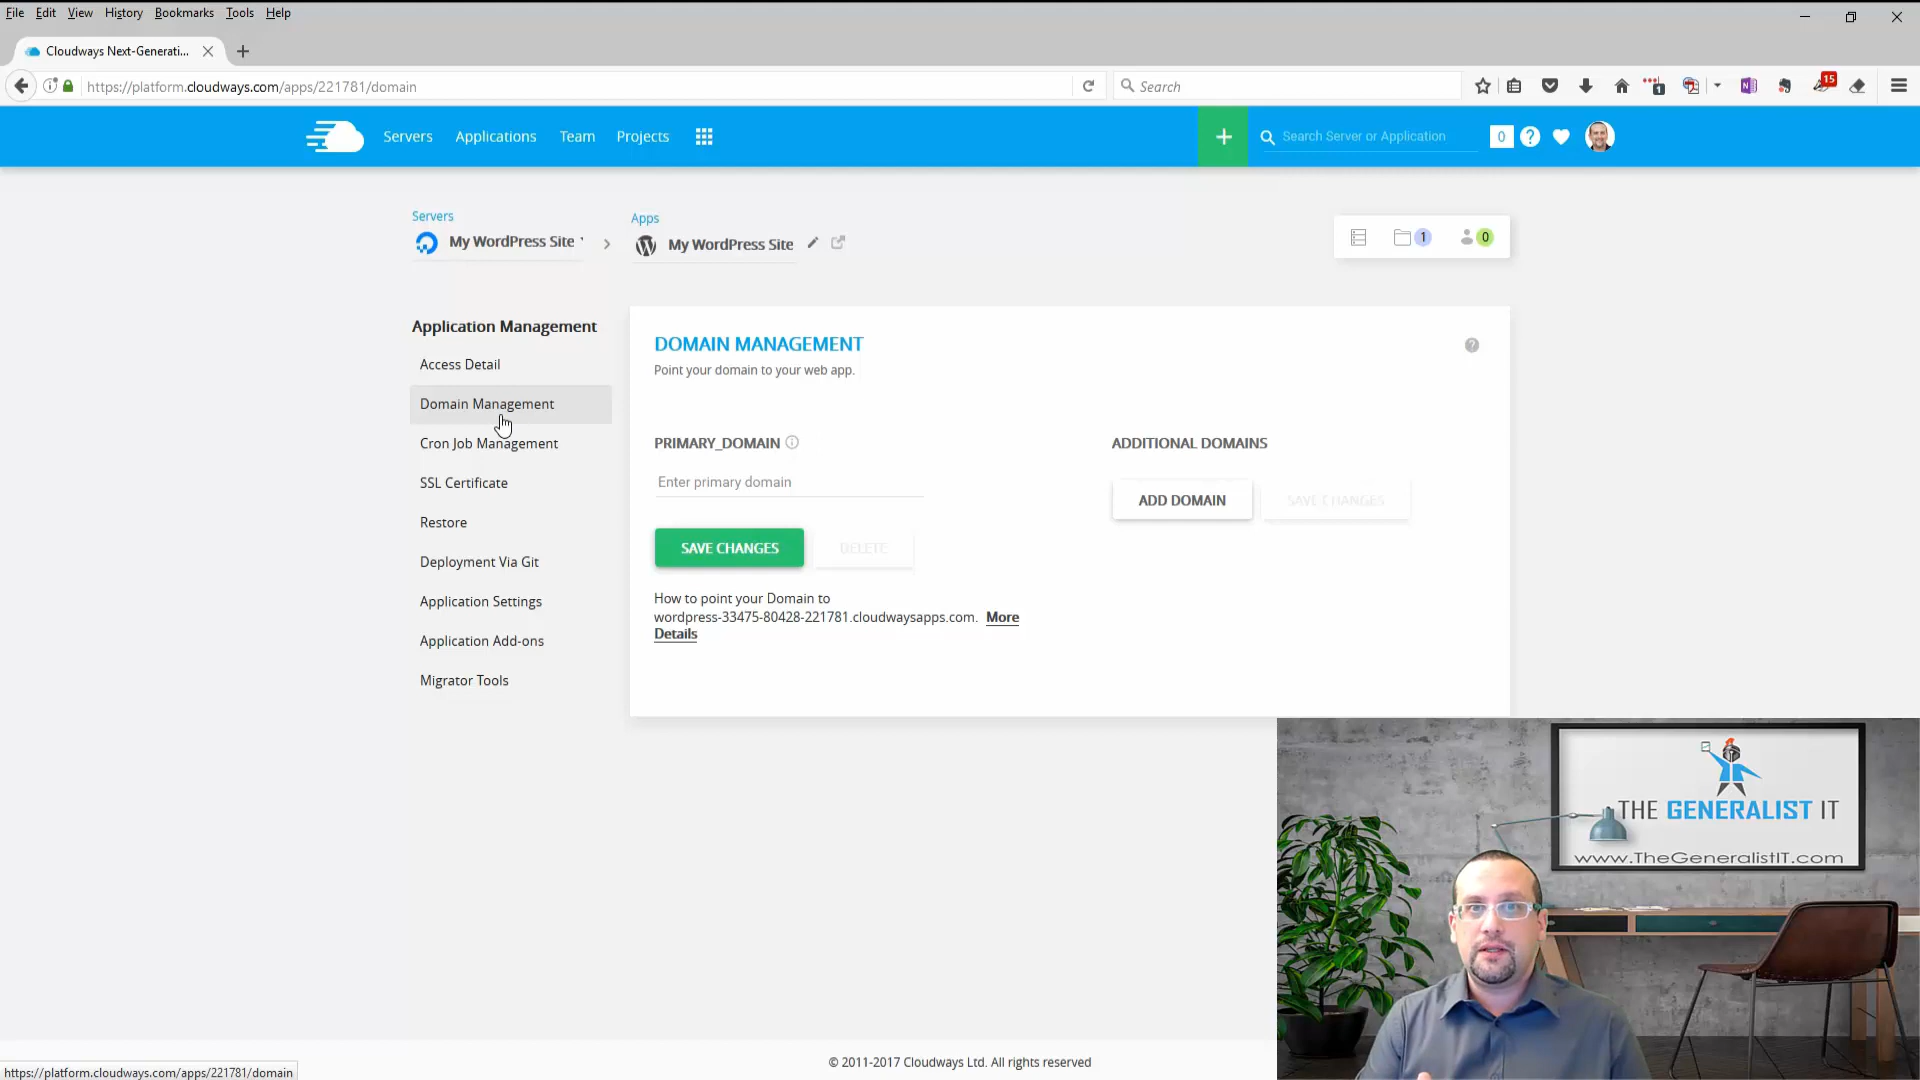 File Edit View History Bookmarks Tools Help
Cloudways Next-Generati...
https://platform.cloudways.com/apps/221781/domain
Search
15
1
Servers Applications Team Projects
+
Search Server or Application
0
?
Servers
My WordPress Site
Apps
My WordPress Site
1
0
Application Management
Access Detail
Domain Management
Cron Job Management
SSL Certificate
Restore
Deployment Via Git
Application Settings
Application Add-ons
Migrator Tools
DOMAIN MANAGEMENT
Point your domain to your web app.
PRIMARY_DOMAIN
Enter primary domain
SAVE CHANGES
DELETE
How to point your Domain to
wordpress-33475-80428-221781.cloudwaysapps.com. More
Details
ADDITIONAL DOMAINS
ADD DOMAIN
SAVE CHANGES
THE GENERALIST IT
www.TheGeneralistIT.com
© 2011-2017 Cloudways Ltd. All rights reserved
https://platform.cloudways.com/apps/221781/domain